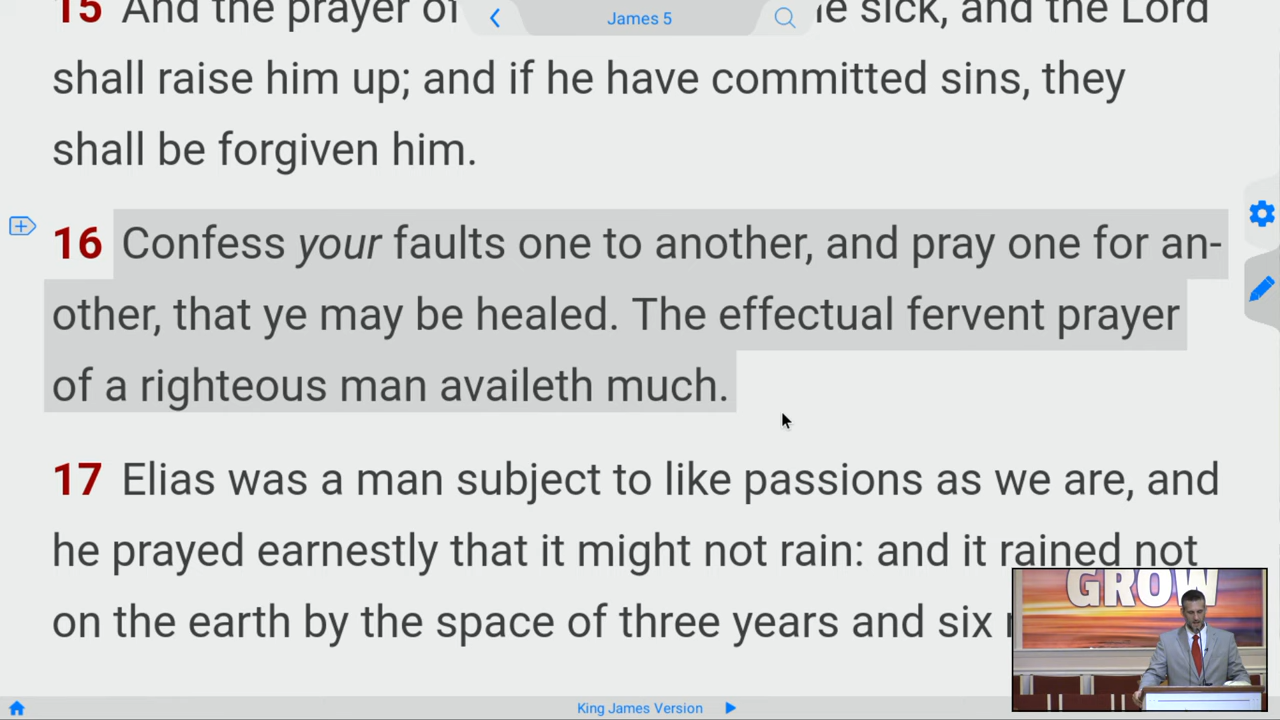 15 And the prayer of
sick, and the Lord
James 5
shall raise him up; and if he have committed sins, they
shall be forgiven him.
16 Confess your faults one to another, and pray one for an-
other, that ye may be healed. The effectual fervent prayer
of a righteous man availeth much.
17 Elias was a man subject to like passions as we are, and
he prayed earnestly that it might not rain: and it rained not
on the earth by the space of three years and six
GROW
King James Version